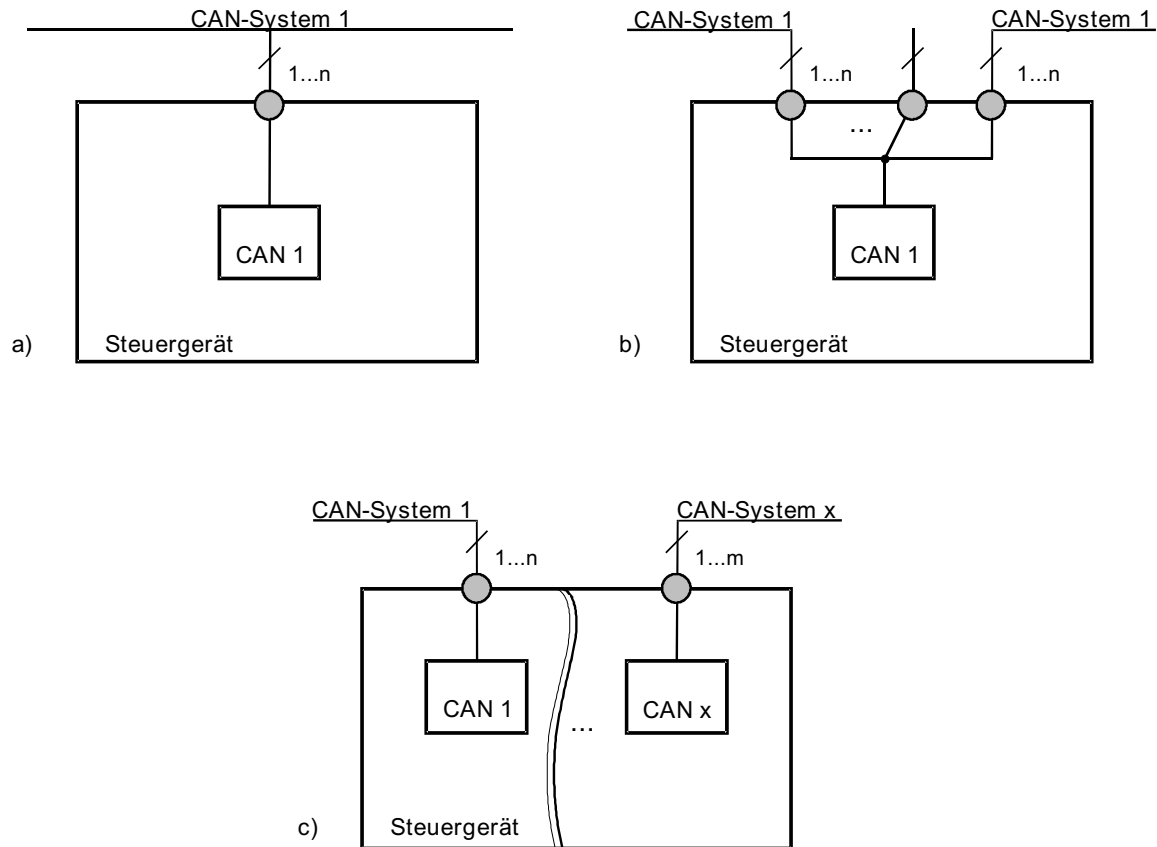 CAN-System 1
1...n
CAN 1
a) Steuergerät
CAN-System 1 CAN-System 1
1...n 1...n
...
CAN 1
b) Steuergerät
CAN-System 1 CAN-System x
1...n 1...m
CAN 1 ... CAN x
c) Steuergerät